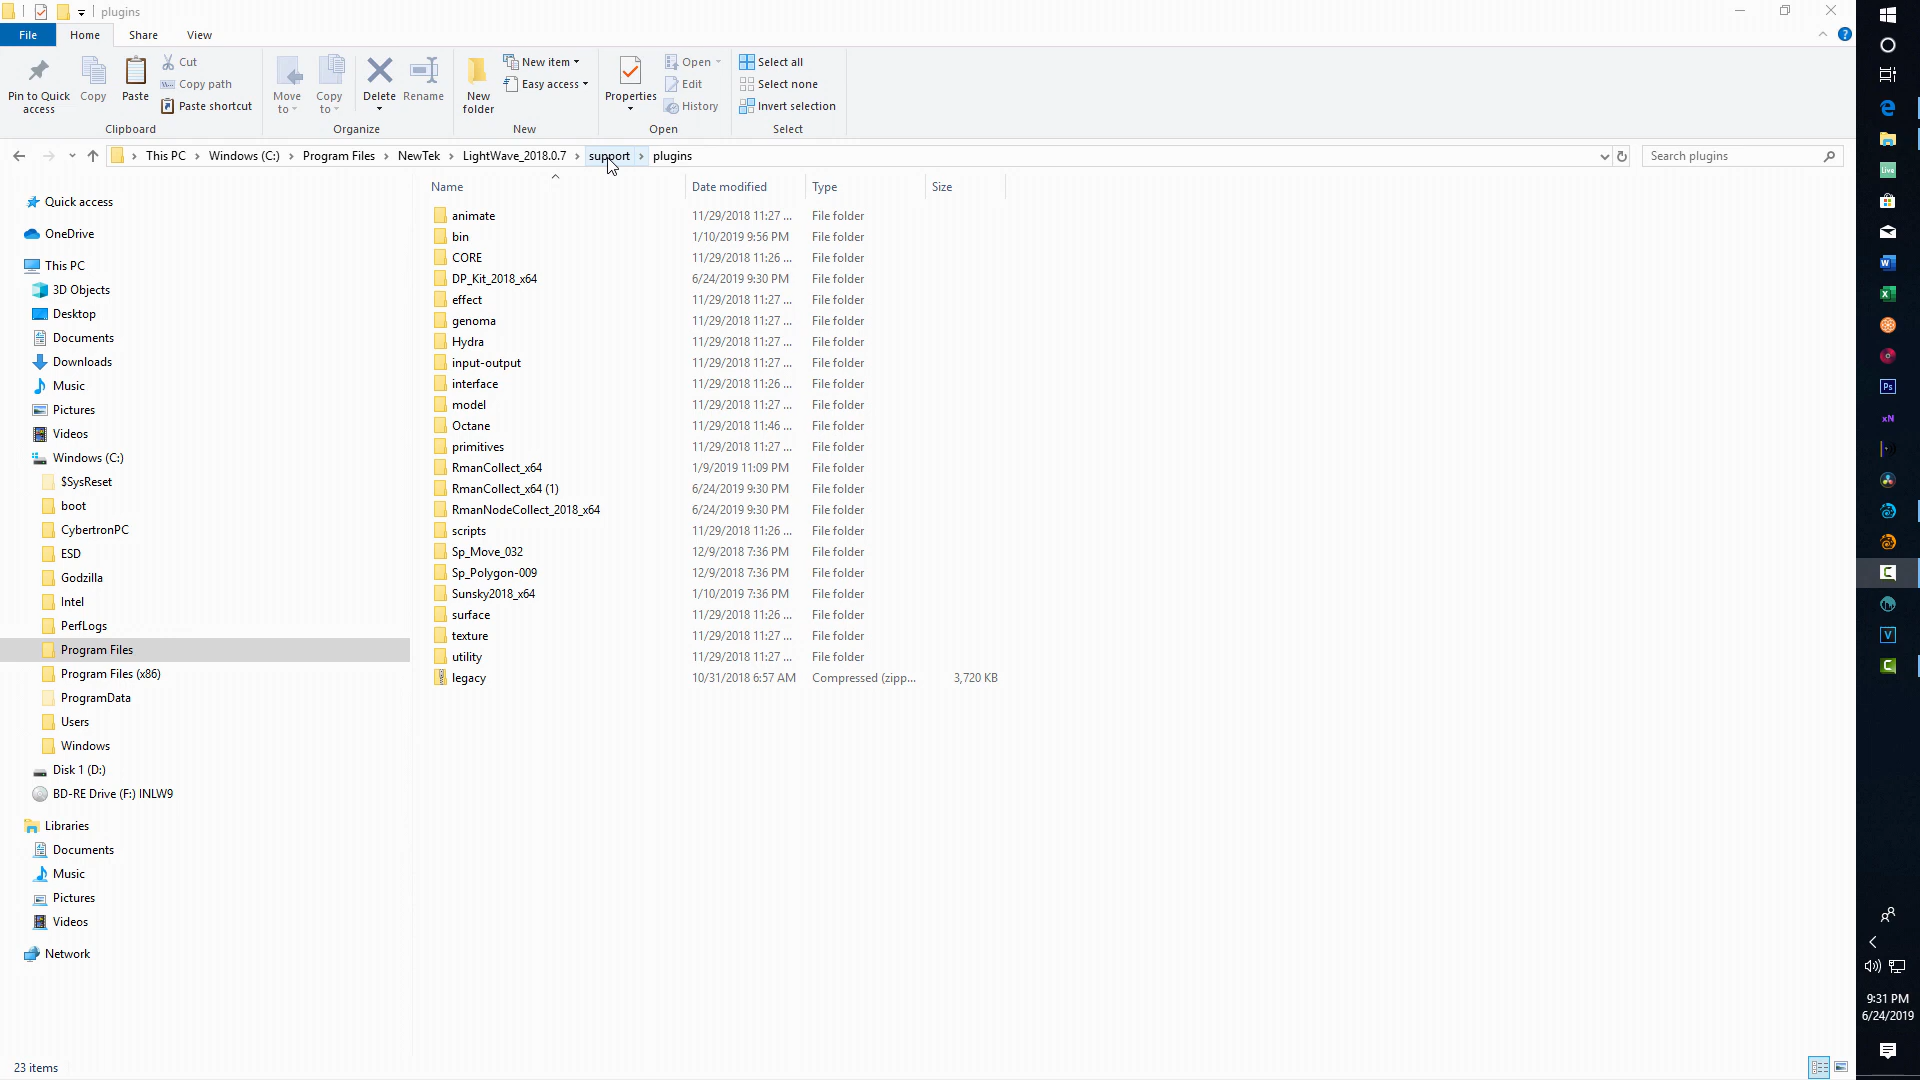 plugins
File Home Share View
Pin to Quick access
Copy
Paste
Cut
Copy path
Paste shortcut
Clipboard
Move to
Copy to
Delete
Rename
Organize
New folder
New item
Easy access
New
Properties
Open
Edit
History
Open
Select all
Select none
Invert selection
Select
This PC > Windows (C:) > Program Files > NewTek > LightWave_2018.0.7 > support > plugins
Search plugins
Name Date modified Type Size
Quick access
OneDrive
This PC
3D Objects
Desktop
Documents
Downloads
Music
Pictures
Videos
Windows (C:)
$SysReset
boot
CybertronPC
ESD
Godzilla
Intel
PerfLogs
Program Files
Program Files (x86)
ProgramData
Users
Windows
Disk 1 (D:)
BD-RE Drive (F:) INLW9
Libraries
Documents
Music
Pictures
Videos
Network
animate 11/29/2018 11:27 ... File folder
bin 1/10/2019 9:56 PM File folder
CORE 11/29/2018 11:26 ... File folder
DP_Kit_2018_x64 6/24/2019 9:30 PM File folder
effect 11/29/2018 11:27 ... File folder
genoma 11/29/2018 11:27 ... File folder
Hydra 11/29/2018 11:27 ... File folder
input-output 11/29/2018 11:27 ... File folder
interface 11/29/2018 11:26 ... File folder
model 11/29/2018 11:27 ... File folder
Octane 11/29/2018 11:46 ... File folder
primitives 11/29/2018 11:27 ... File folder
RmanCollect_x64 1/9/2019 11:09 PM File folder
RmanCollect_x64 (1) 6/24/2019 9:30 PM File folder
RmanNodeCollect_2018_x64 6/24/2019 9:30 PM File folder
scripts 11/29/2018 11:26 ... File folder
Sp_Move_032 12/9/2018 7:36 PM File folder
Sp_Polygon-009 12/9/2018 7:36 PM File folder
Sunsky2018_x64 1/10/2019 7:36 PM File folder
surface 11/29/2018 11:26 ... File folder
texture 11/29/2018 11:27 ... File folder
utility 11/29/2018 11:27 ... File folder
legacy 10/31/2018 6:57 AM Compressed (zipp... 3,720 KB
23 items
Live
Ps
xN
V
9:31 PM
6/24/2019